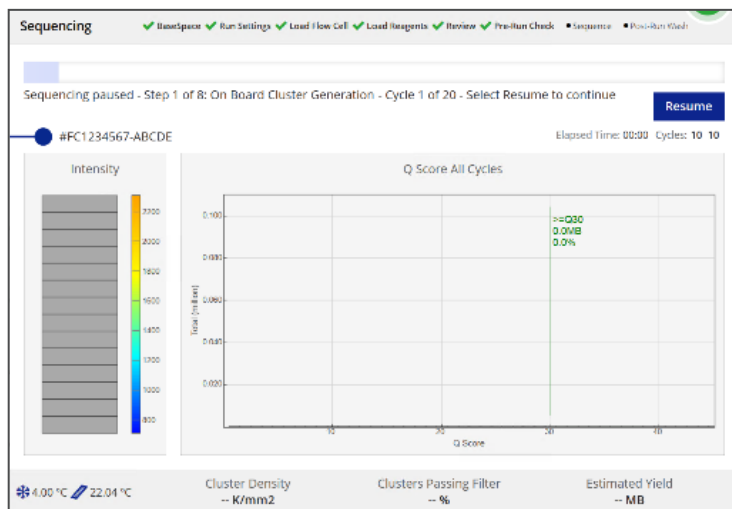 Sequencing
BaseSpace Run Settings Load Flow Cell Load Reagents Review Pre-Run Check Sequence Post-Run Wash
Sequencing paused - Step 1 of 8: On Board Cluster Generation - Cycle 1 of 20 - Select Resume to continue
Resume
#FC1234567-ABCDE
Elapsed Time: 00:00 Cycles: 10 10
Intensity
2200
2000
1800
1600
1400
1200
1000
800
Q Score All Cycles
>=Q30
0.0MB
0.0%
Total (million)
0.100
0.080
0.060
0.040
0.020
10 20 30 40
Q Score
4.00 °C 22.04 °C
Cluster Density
-- K/mm2
Clusters Passing Filter
-- %
Estimated Yield
-- MB